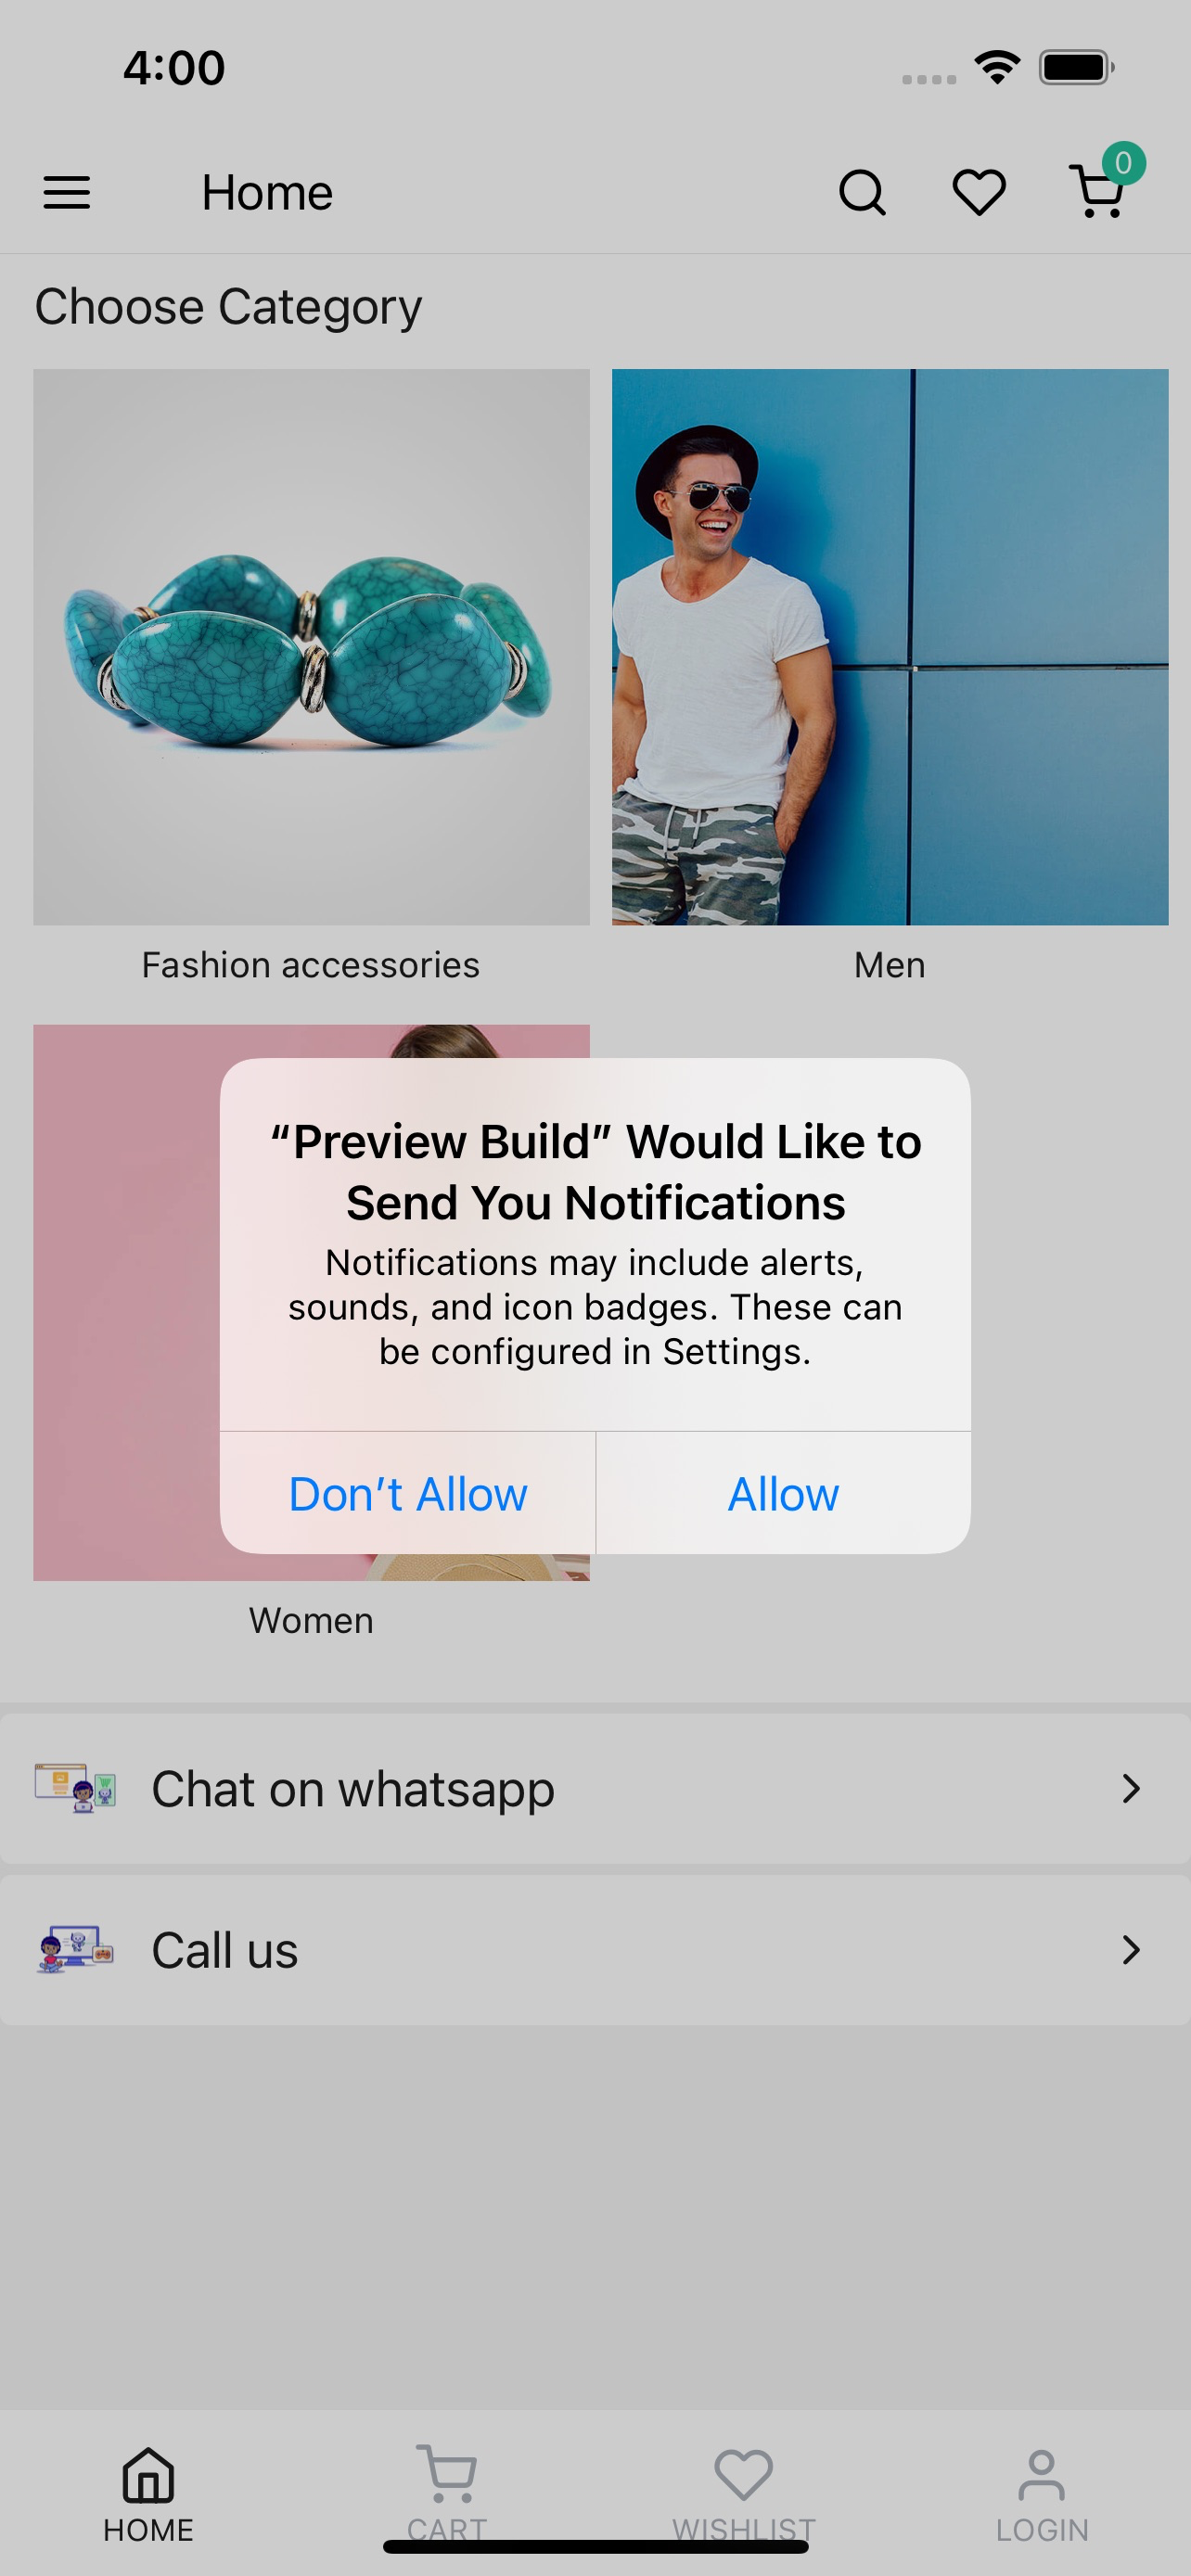 4:00
Home
0
Choose Category
Fashion accessories
Men
“Preview Build” Would Like to
Send You Notifications
Notifications may include alerts,
sounds, and icon badges. These can
be configured in Settings.
Don’t Allow
Allow
Women
Chat on whatsapp
Call us
HOME
CART
WISHLIST
LOGIN